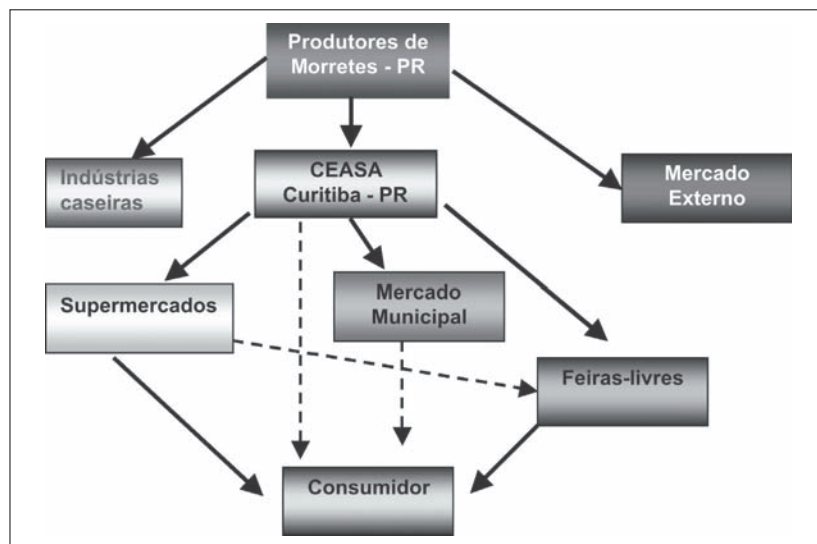 Produtores de
Morretes - PR
Indústrias
caseiras
CEASA
Curitiba - PR
Mercado
Externo
Supermercados
Mercado
Municipal
Feiras-livres
Consumidor